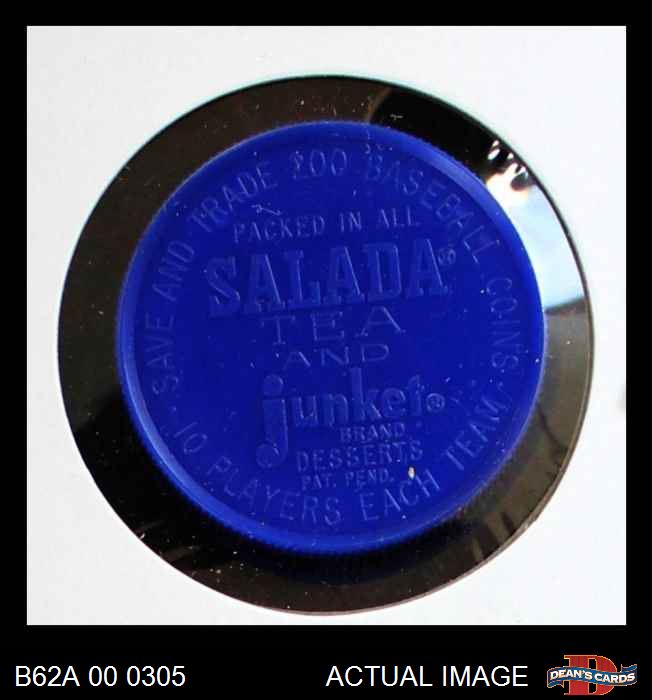 SAVE AND TRADE 200 BASEBALL COINS
PACKED IN ALL
SALADA®
TEA
AND
junket®
BRAND
DESSERTS
PAT. PEND.
10 PLAYERS EACH TEAM
B62A 00 0305
ACTUAL IMAGE
D
DEAN'S CARDS